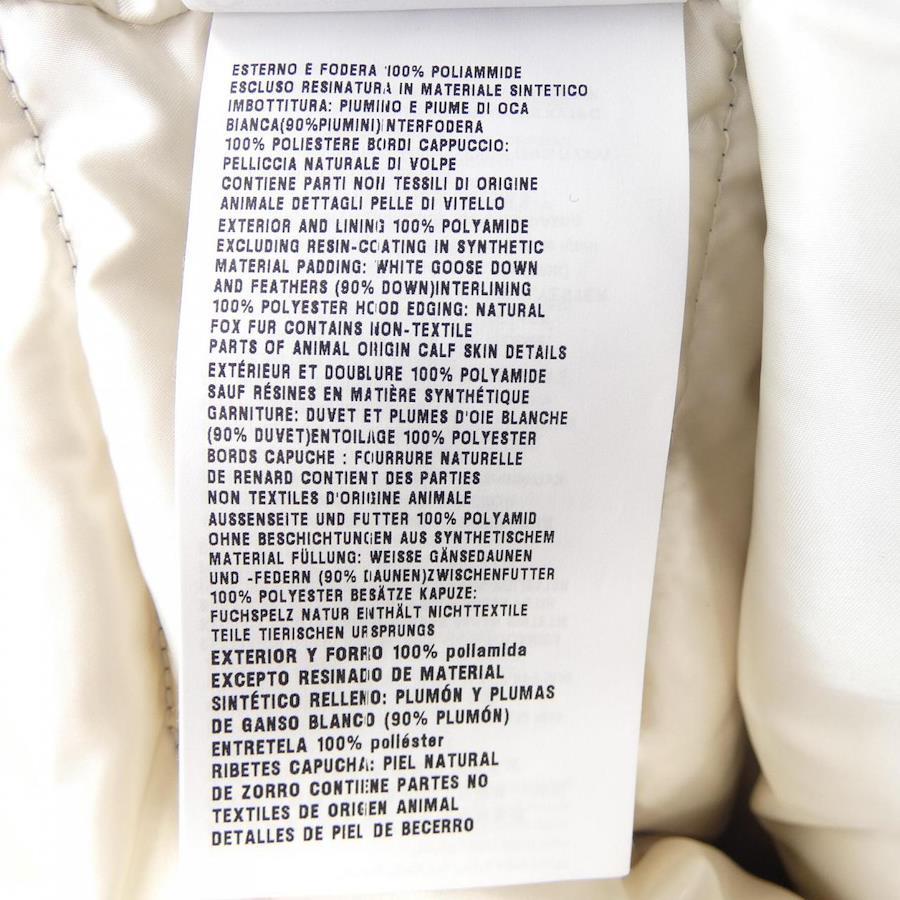 ESTERNO E FODERA 100% POLIAMMIDE
ESCLUSO RESINATURA IN MATERIALE SINTETICO
IMBOTTITURA: PIUMINO E PIUME DI OCA
BIANCA(90%PIUMINI)INTERFODERA
100% POLIESTERE BORDI CAPPUCCIO:
PELLICCIA NATURALE DI VOLPE
CONTIENE PARTI NON TESSILI DI ORIGINE
ANIMALE DETTAGLI PELLE DI VITELLO
EXTERIOR AND LINING 100% POLYAMIDE
EXCLUDING RESIN-COATING IN SYNTHETIC
MATERIAL PADDING: WHITE GOOSE DOWN
AND FEATHERS (90% DOWN)INTERLINING
100% POLYESTER HOOD EDGING: NATURAL
FOX FUR CONTAINS NON-TEXTILE
PARTS OF ANIMAL ORIGIN CALF SKIN DETAILS
EXTÉRIEUR ET DOUBLURE 100% POLYAMIDE
SAUF RÉSINES EN MATIÈRE SYNTHÉTIQUE
GARNITURE: DUVET ET PLUMES D'OIE BLANCHE
(90% DUVET)ENTOILAGE 100% POLYESTER
BORDS CAPUCHE : FOURRURE NATURELLE
DE RENARD CONTIENT DES PARTIES
NON TEXTILES D'ORIGINE ANIMALE
AUSSENSEITE UND FUTTER 100% POLYAMID
OHNE BESCHICHTUNGEN AUS SYNTHETISCHEM
MATERIAL FÜLLUNG: WEISSE GÄNSEDAUNEN
UND -FEDERN (90% DAUNEN)ZWISCHENFUTTER
100% POLYESTER BESÄTZE KAPUZE:
FUCHSPELZ NATUR ENTHÄLT NICHTTEXTILE
TEILE TIERISCHEN URSPRUNGS
EXTERIOR Y FORRO 100% poliamida
EXCEPTO RESINADO DE MATERIAL
SINTÉTICO RELLENO: PLUMÓN Y PLUMAS
DE GANSO BLANCO (90% PLUMÓN)
ENTRETELA 100% poliéster
RIBETES CAPUCHA: PIEL NATURAL
DE ZORRO CONTIENE PARTES NO
TEXTILES DE ORIGEN ANIMAL
DETALLES DE PIEL DE BECERRO